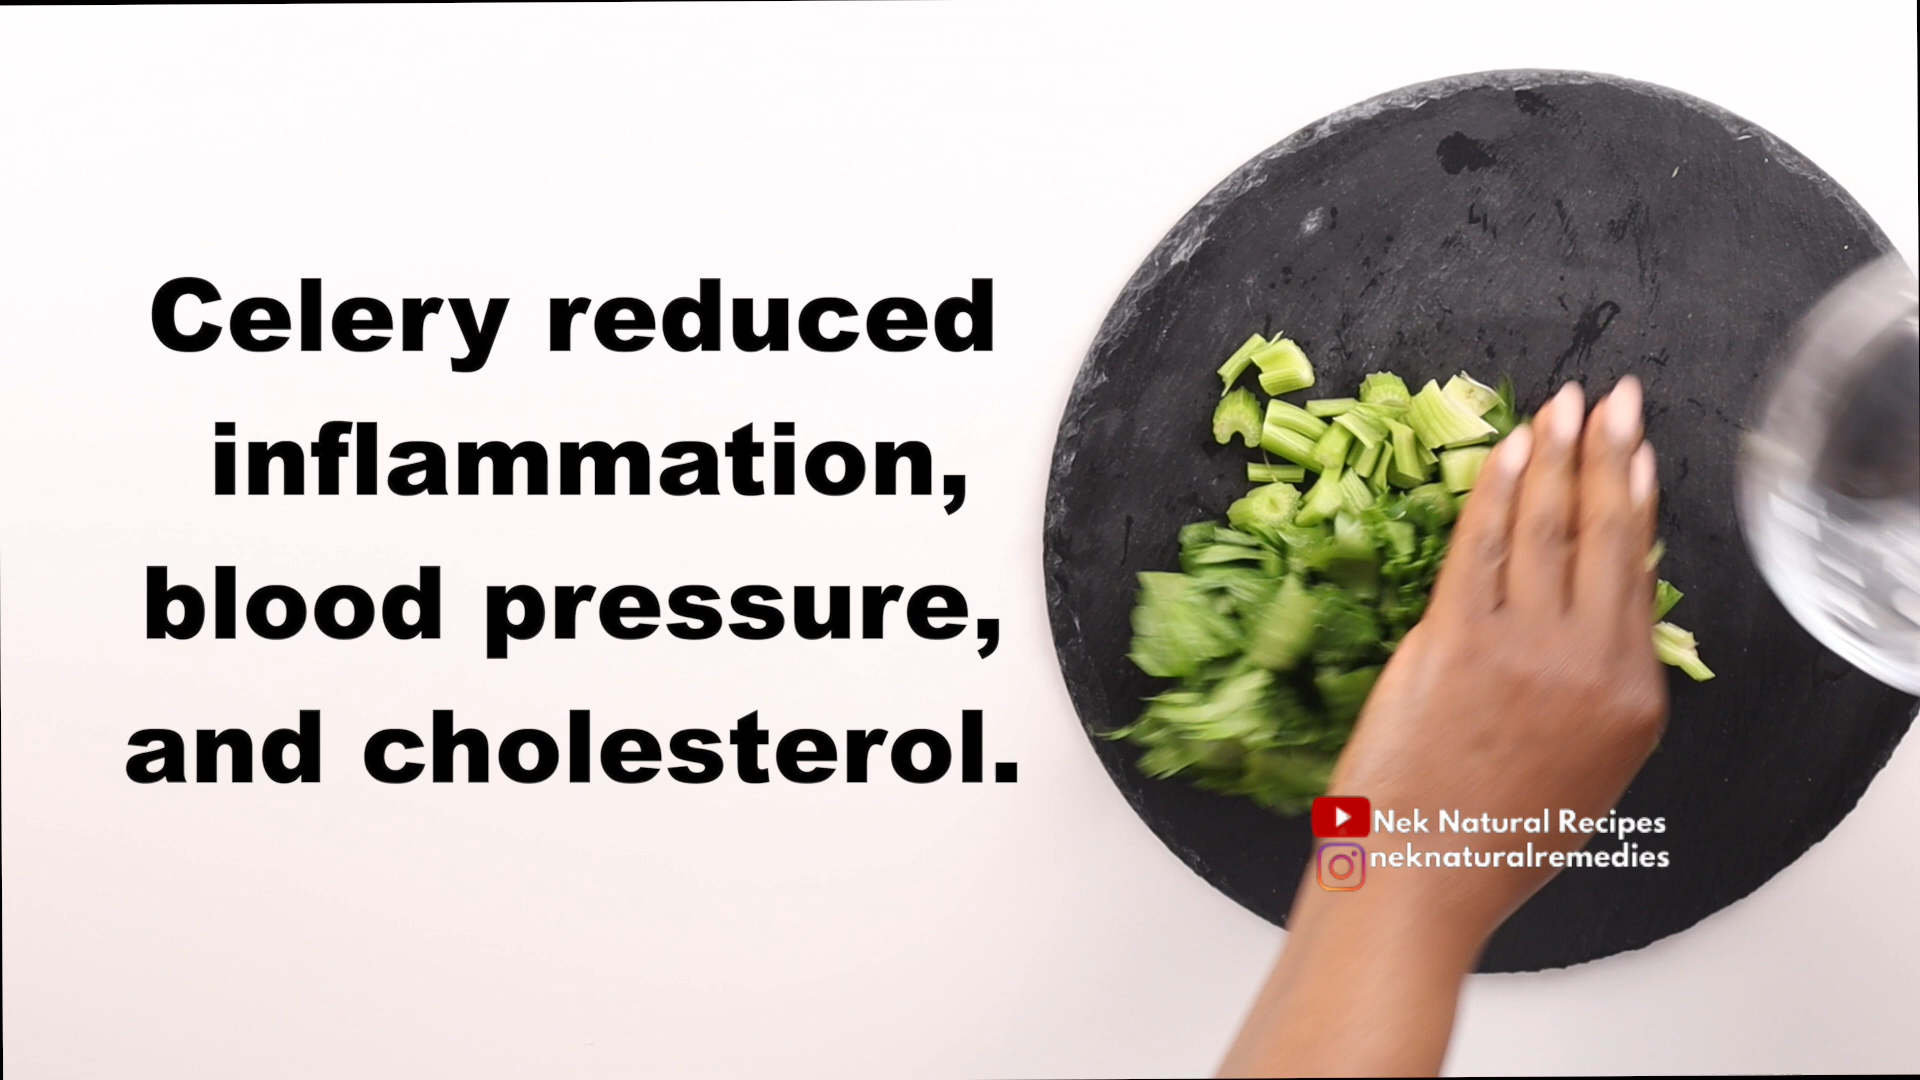 Celery reduced
inflammation,
blood pressure,
and cholesterol.
Nek Natural Recipes
neknaturalremedies